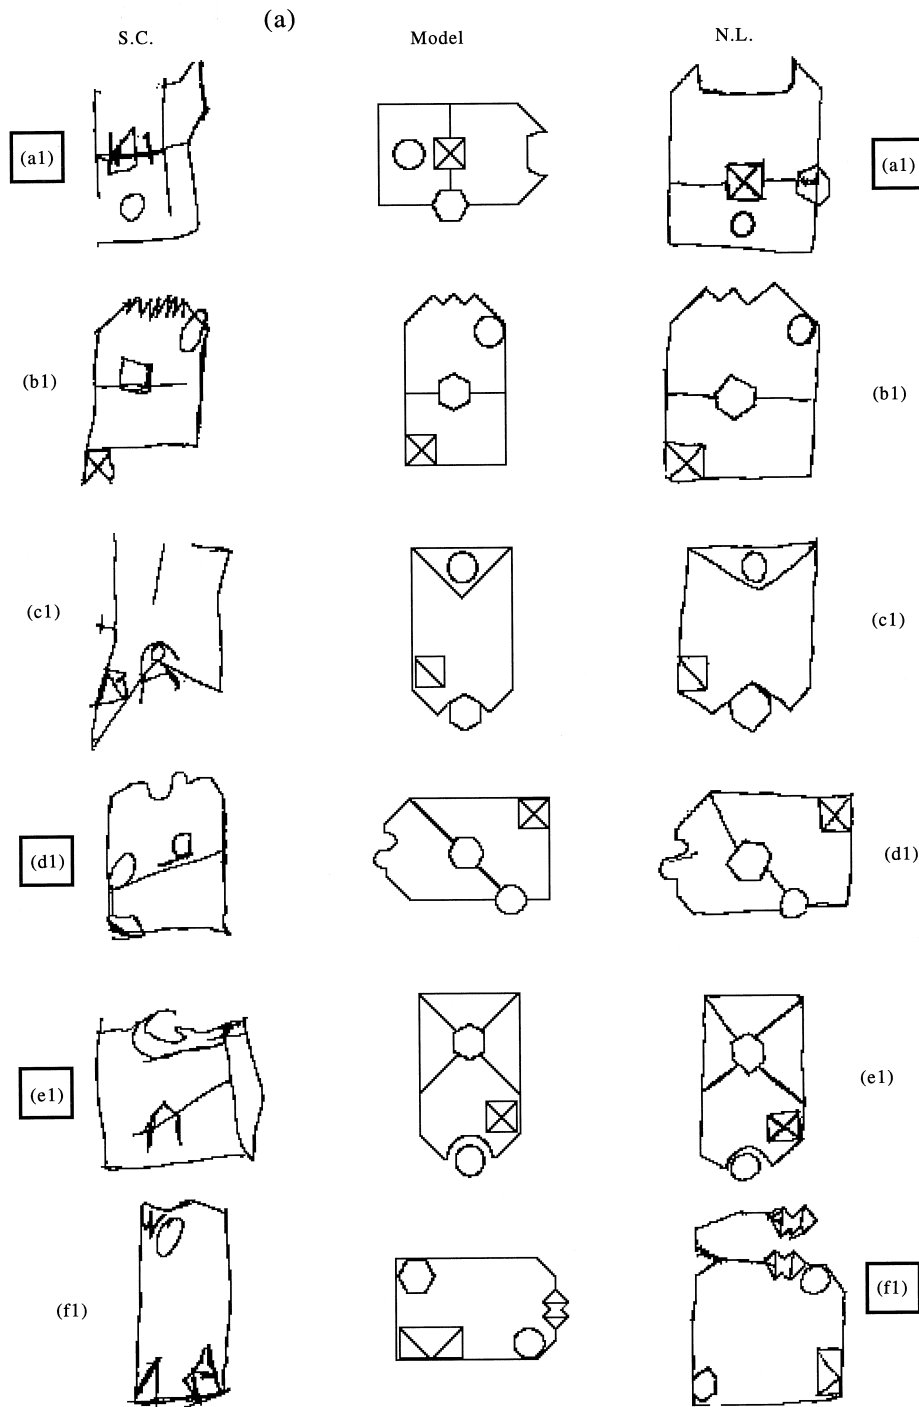 (a)
S.C. Model N.L.
(a1) (a1)
(b1) (b1)
(c1) (c1)
(d1) (d1)
(e1) (e1)
(f1) (f1)